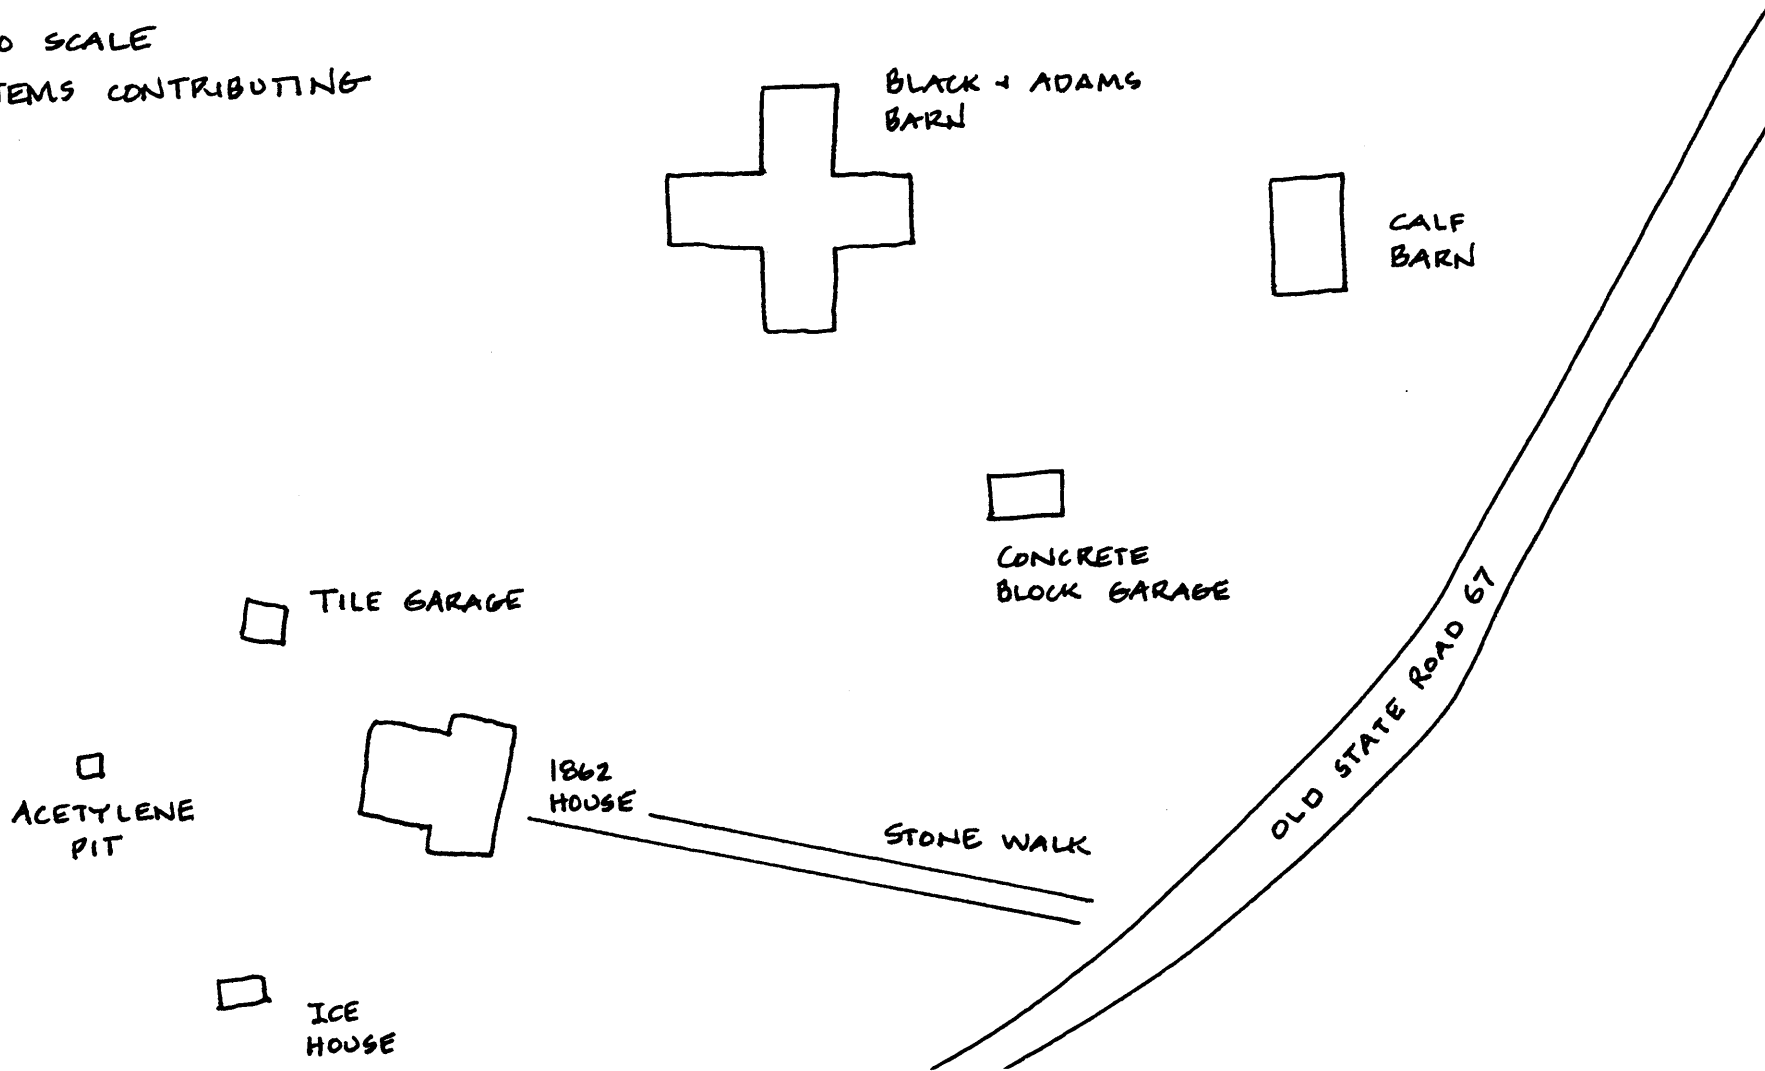 SCALE
CONTRIBUTING
BLACK & ADAMS
BARN
CALF
BARN
CONCRETE
BLOCK GARAGE
TILE GARAGE
OLD STATE ROAD 67
1862
HOUSE
STONE WALK
ACETYLENE
PIT
ICE
HOUSE